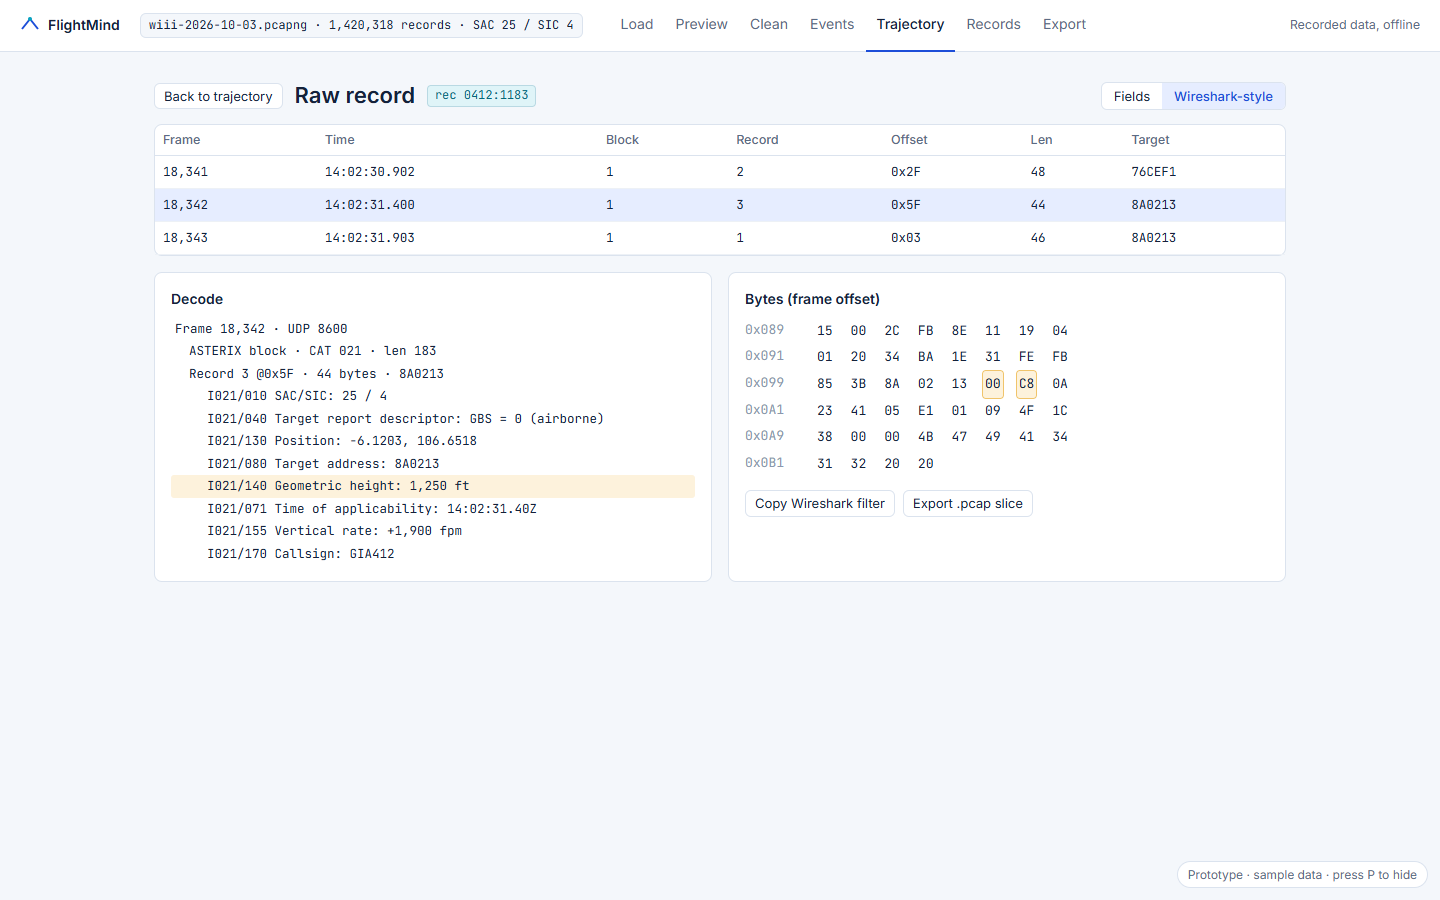 FlightMind
wiii-2026-10-03.pcapng · 1,420,318 records · SAC 25 / SIC 4
Load Preview Clean Events Trajectory Records Export
Recorded data, offline
Back to trajectory
Raw record
rec 0412:1183
Fields Wireshark-style
Frame Time Block Record Offset Len Target
18,341 14:02:30.902 1 2 0x2F 48 76CEF1
18,342 14:02:31.400 1 3 0x5F 44 8A0213
18,343 14:02:31.903 1 1 0x03 46 8A0213
Decode
Frame 18,342 · UDP 8600
ASTERIX block · CAT 021 · len 183
Record 3 @0x5F · 44 bytes · 8A0213
I021/010 SAC/SIC: 25 / 4
I021/040 Target report descriptor: GBS = 0 (airborne)
I021/130 Position: -6.1203, 106.6518
I021/080 Target address: 8A0213
I021/140 Geometric height: 1,250 ft
I021/071 Time of applicability: 14:02:31.40Z
I021/155 Vertical rate: +1,900 fpm
I021/170 Callsign: GIA412
Bytes (frame offset)
0x089 15 00 2C FB 8E 11 19 04
0x091 01 20 34 BA 1E 31 FE FB
0x099 85 3B 8A 02 13 00 C8 0A
0x0A1 23 41 05 E1 01 09 4F 1C
0x0A9 38 00 00 4B 47 49 41 34
0x0B1 31 32 20 20
Copy Wireshark filter Export .pcap slice
Prototype · sample data · press P to hide